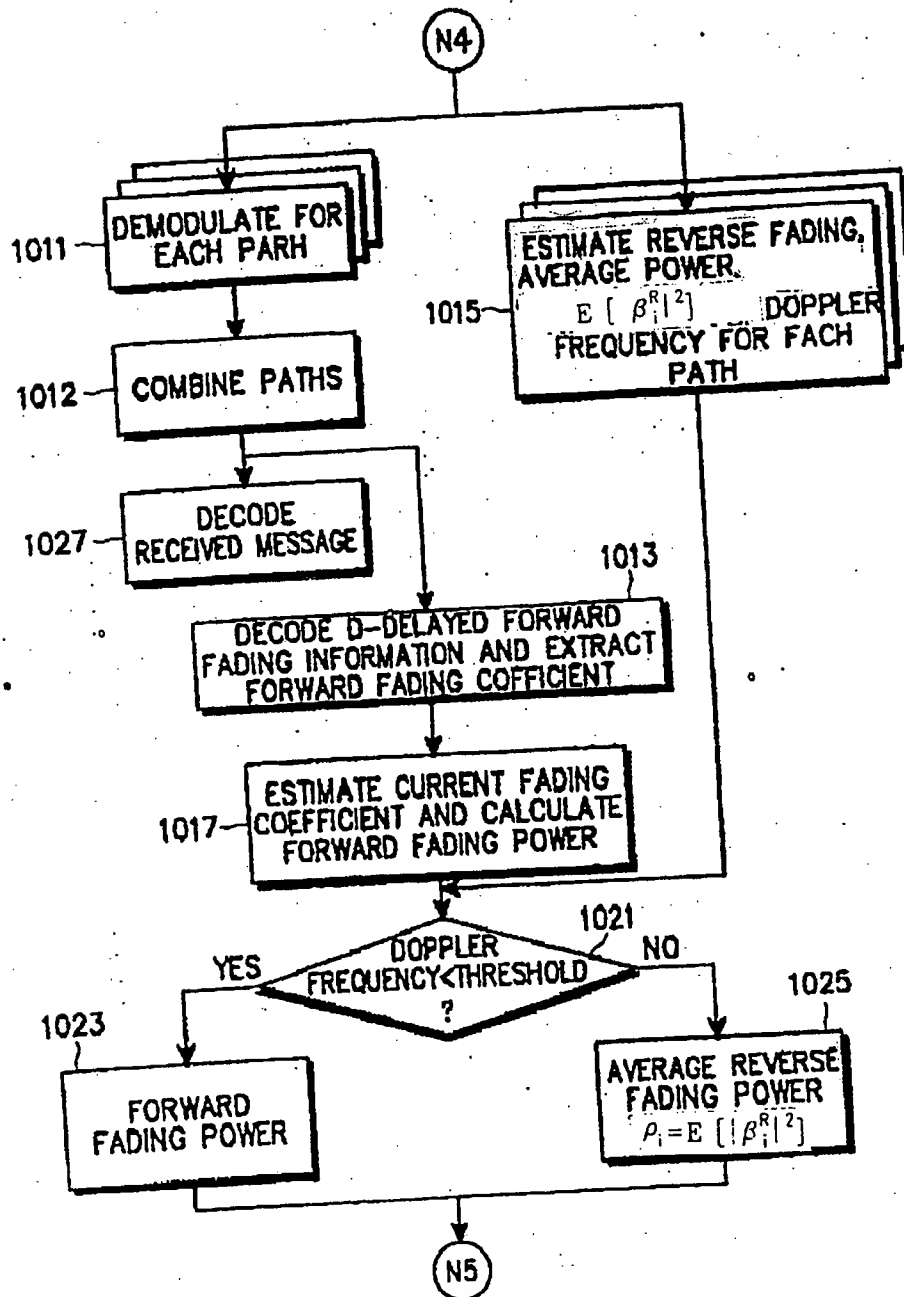 N4
1011
DEMODULATE FOR
EACH PARH
1015
ESTIMATE REVERSE FADING,
AVERAGE POWER.
E [ β_i^R|^2] DOPPLER
FREQUENCY FOR FACH
PATH
1012
COMBINE PATHS
1027
DECODE
RECEIVED MESSAGE
1013
DECODE D-DELAYED FORWARD
FADING INFORMATION AND EXTRACT
FORWARD FADING COFFICIENT
1017
ESTIMATE CURRENT FADING
COEFFICIENT AND CALCULATE
FORWARD FADING POWER
1021
YES
DOPPLER
FREQUENCY<THRESHOLD
?
NO
1023
FORWARD
FADING POWER
1025
AVERAGE REVERSE
FADING POWER
ρ_i=E [|β_i^R|^2]
N5